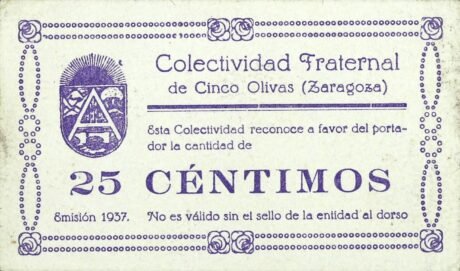 Colectividad Fraternal
de Cinco Olivas (Zaragoza)
Esta Colectividad reconoce a favor del porta-
dor la cantidad de
25 CÉNTIMOS
Emisión 1937. No es válido sin el sello de la entidad al dorso